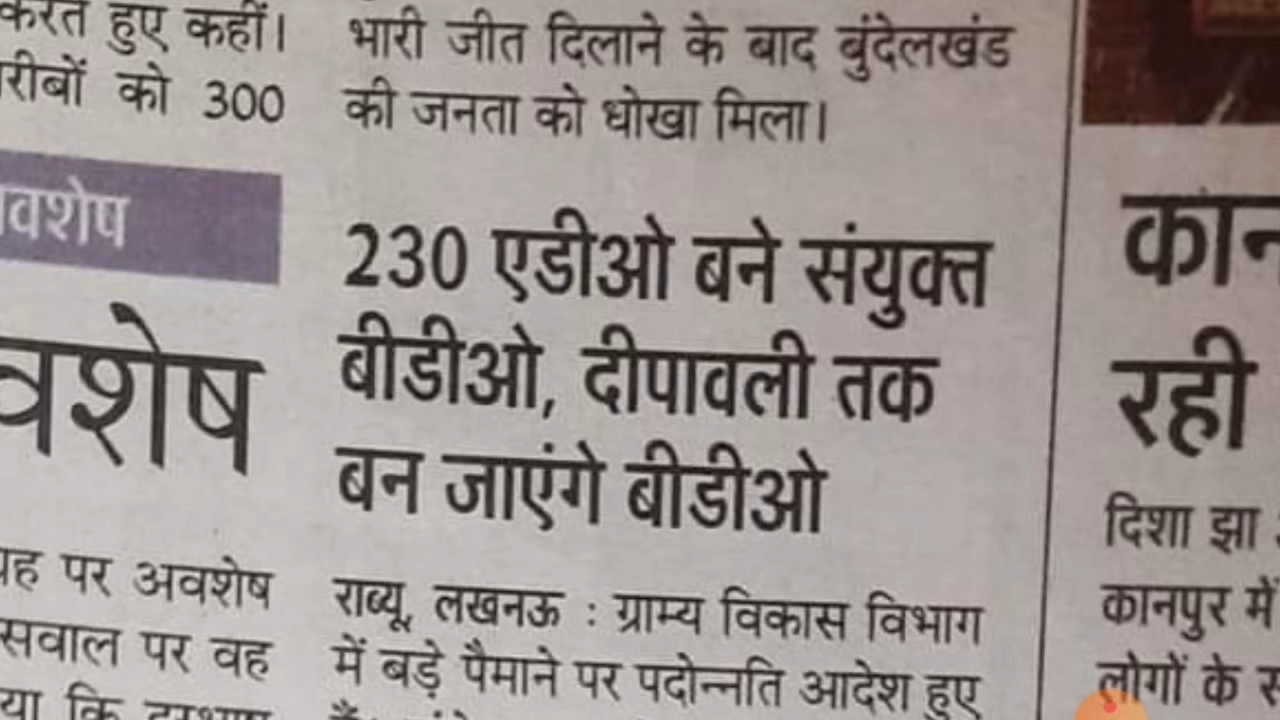 करते हुए कहीं।
को 300
वशेष
वशेष
पर अवशेष
सवाल पर वह
कि
भारी जीत दिलाने के बाद बुंदेलखंड
की जनता को धोखा मिला।
230 एडीओ बने संयुक्त
बीडीओ, दीपावली तक
बन जाएंगे बीडीओ
राब्यू, लखनऊ : ग्राम्य विकास विभाग
में बड़े पैमाने पर पदोन्नति आदेश हुए
कान
रही
दिशा झा
कानपुर में
लोगों के